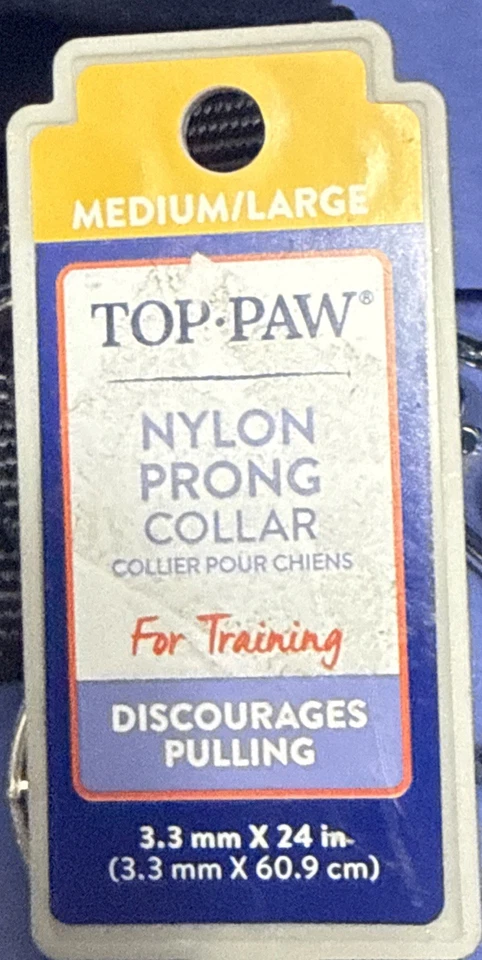 MEDIUM/LARGE
TOP·PAW®
NYLON
PRONG
COLLAR
COLLIER POUR CHIENS
For Training
DISCOURAGES
PULLING
3.3 mm X 24 in.
(3.3 mm X 60.9 cm)